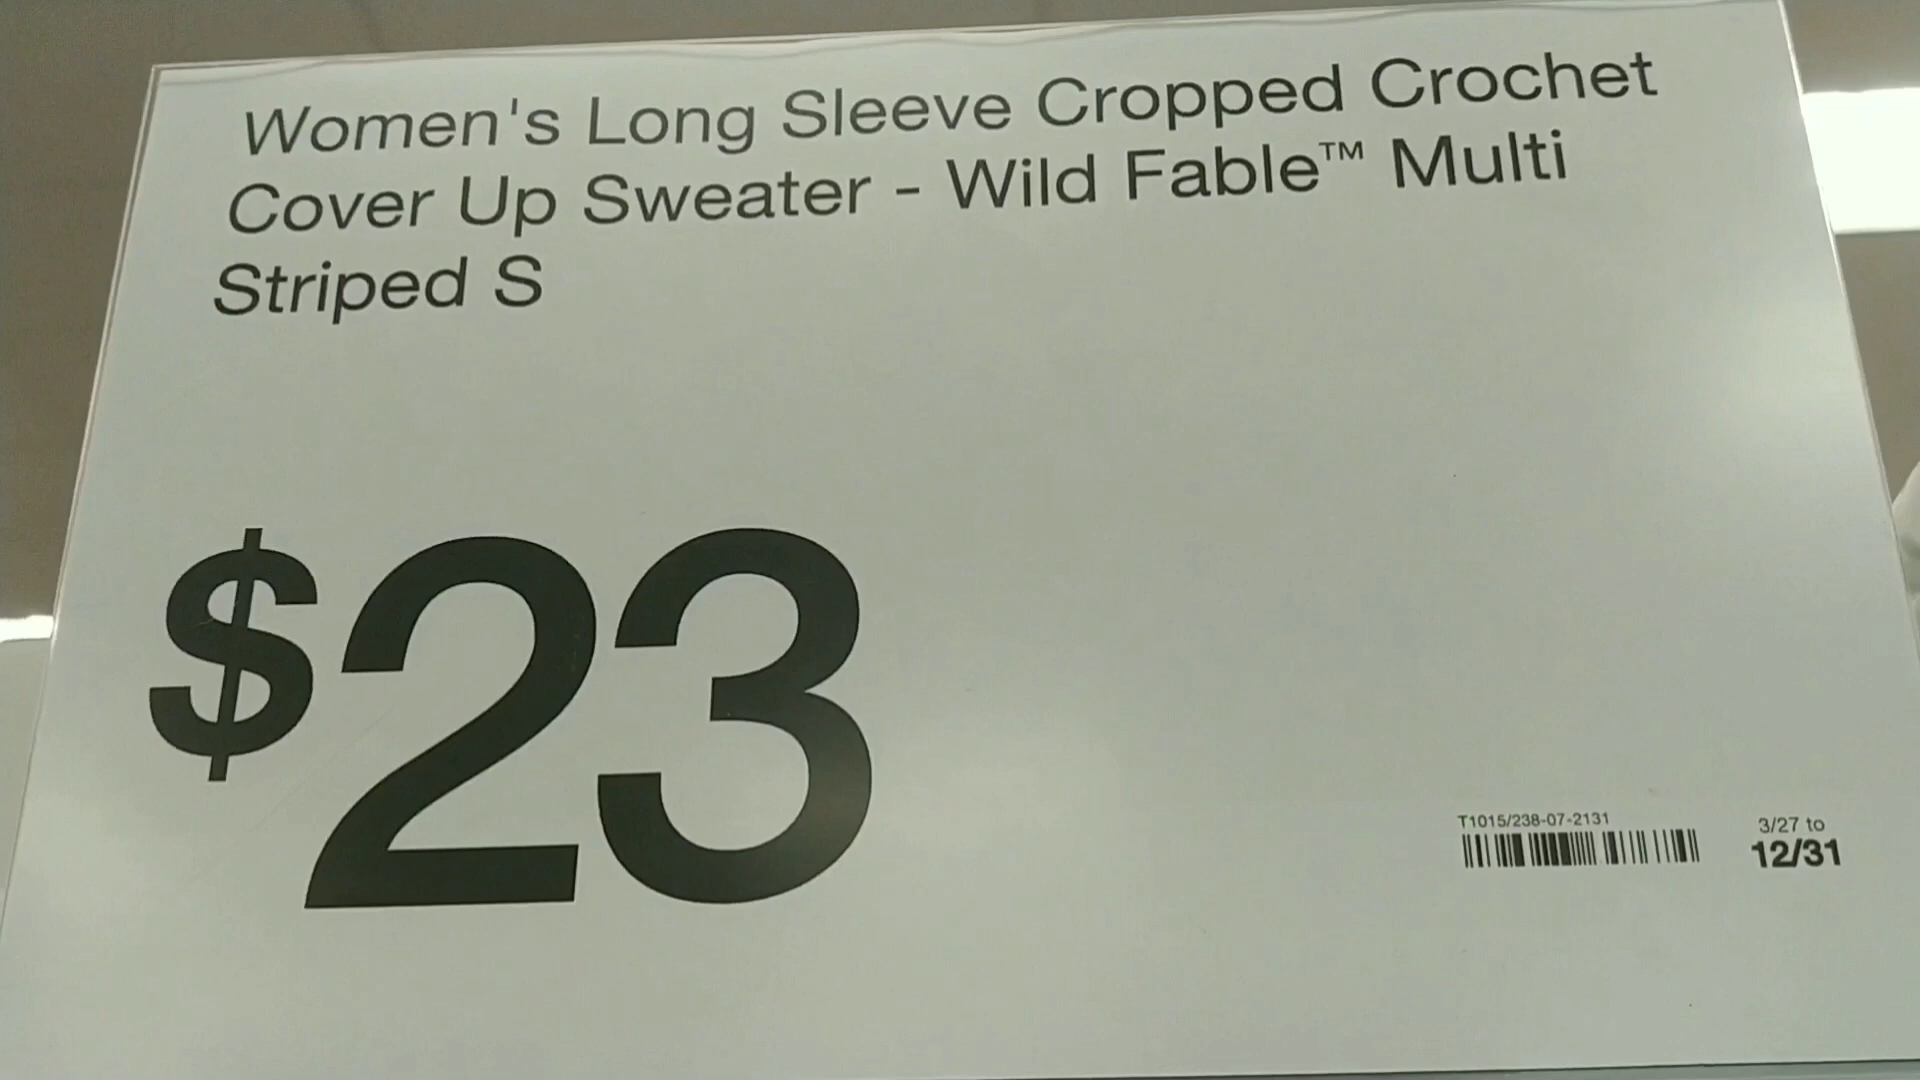 Women's Long Sleeve Cropped Crochet
Cover Up Sweater - Wild Fable™ Multi
Striped S
$23
T1015/238-07-2131
3/27 to
12/31